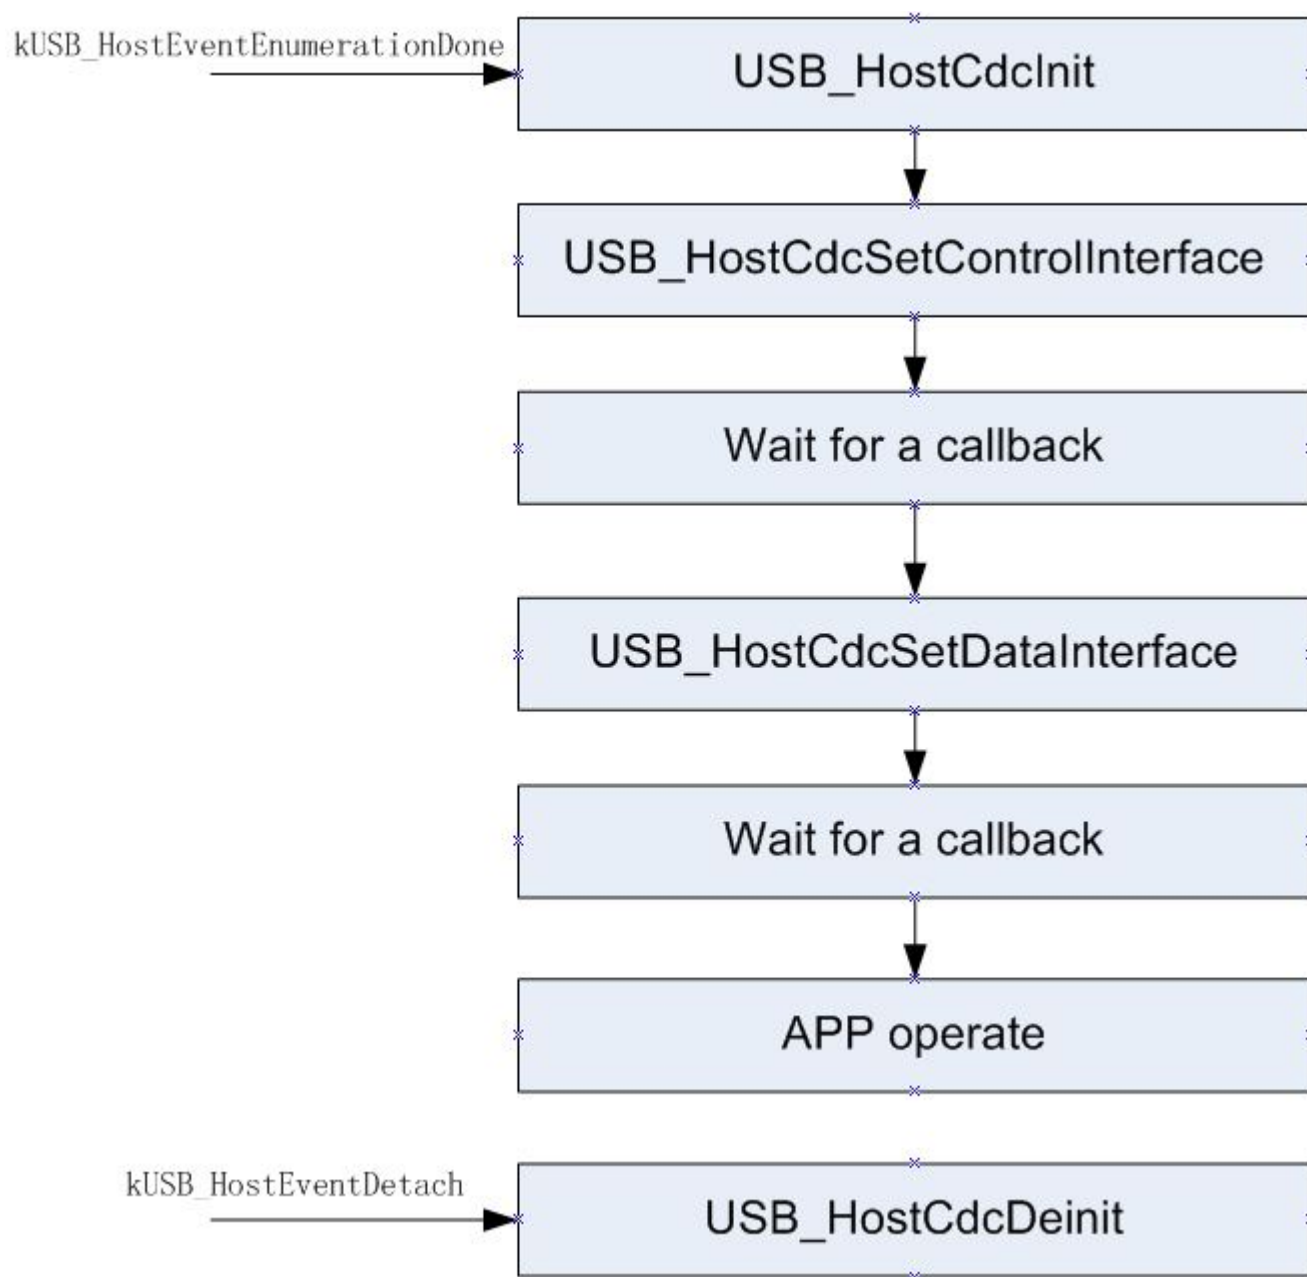 kUSB_HostEventEnumerationDone
USB_HostCdcInit
USB_HostCdcSetControlInterface
Wait for a callback
USB_HostCdcSetDataInterface
Wait for a callback
APP operate
kUSB_HostEventDetach
USB_HostCdcDeinit